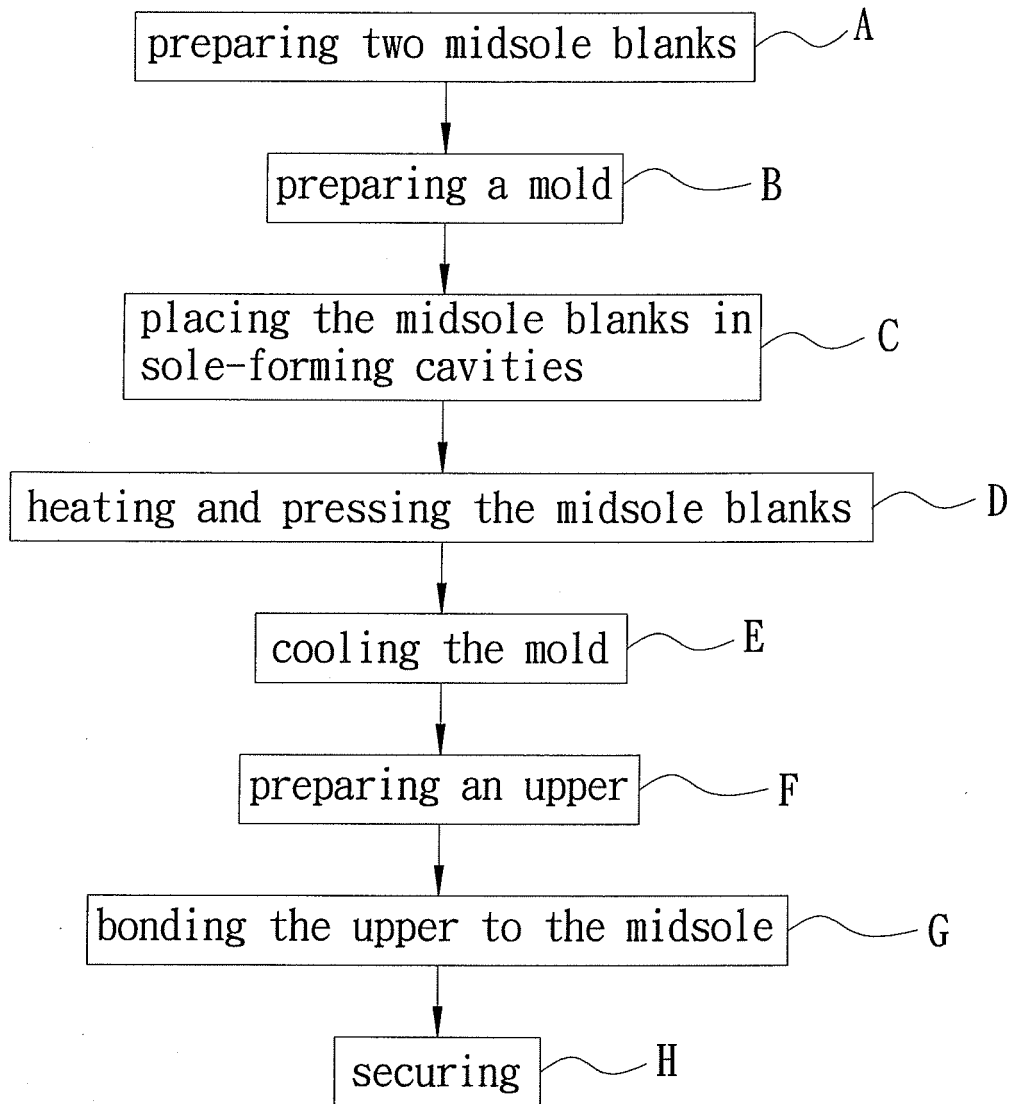 preparing two midsole blanks A
preparing a mold B
placing the midsole blanks in
sole-forming cavities C
heating and pressing the midsole blanks D
cooling the mold E
preparing an upper F
bonding the upper to the midsole G
securing H